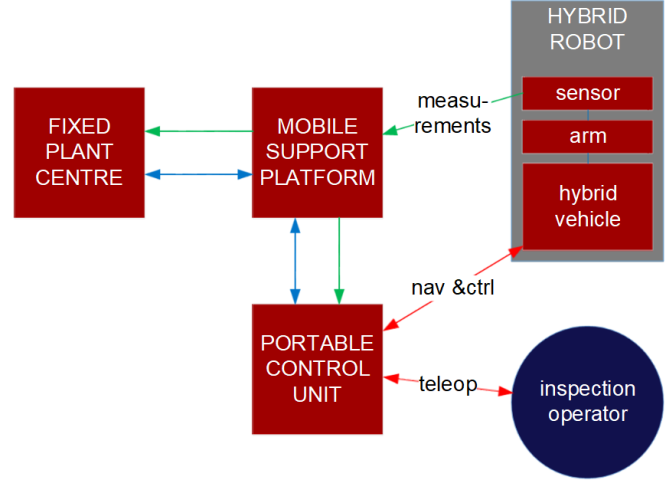 HYBRID
ROBOT
sensor
arm
hybrid
vehicle
measu-
rements
FIXED
PLANT
CENTRE
MOBILE
SUPPORT
PLATFORM
nav &ctrl
PORTABLE
CONTROL
UNIT
teleop
inspection
operator